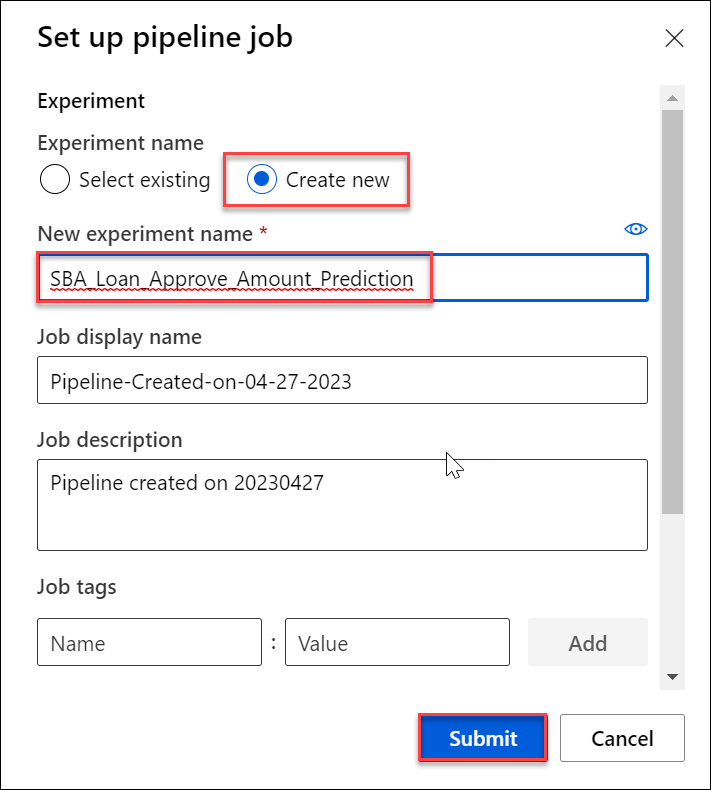 Set up pipeline job
Experiment
Experiment name
Select existing Create new
New experiment name *
SBA_Loan_Approve_Amount_Prediction
Job display name
Pipeline-Created-on-04-27-2023
Job description
Pipeline created on 20230427
Job tags
Name : Value Add
Submit Cancel